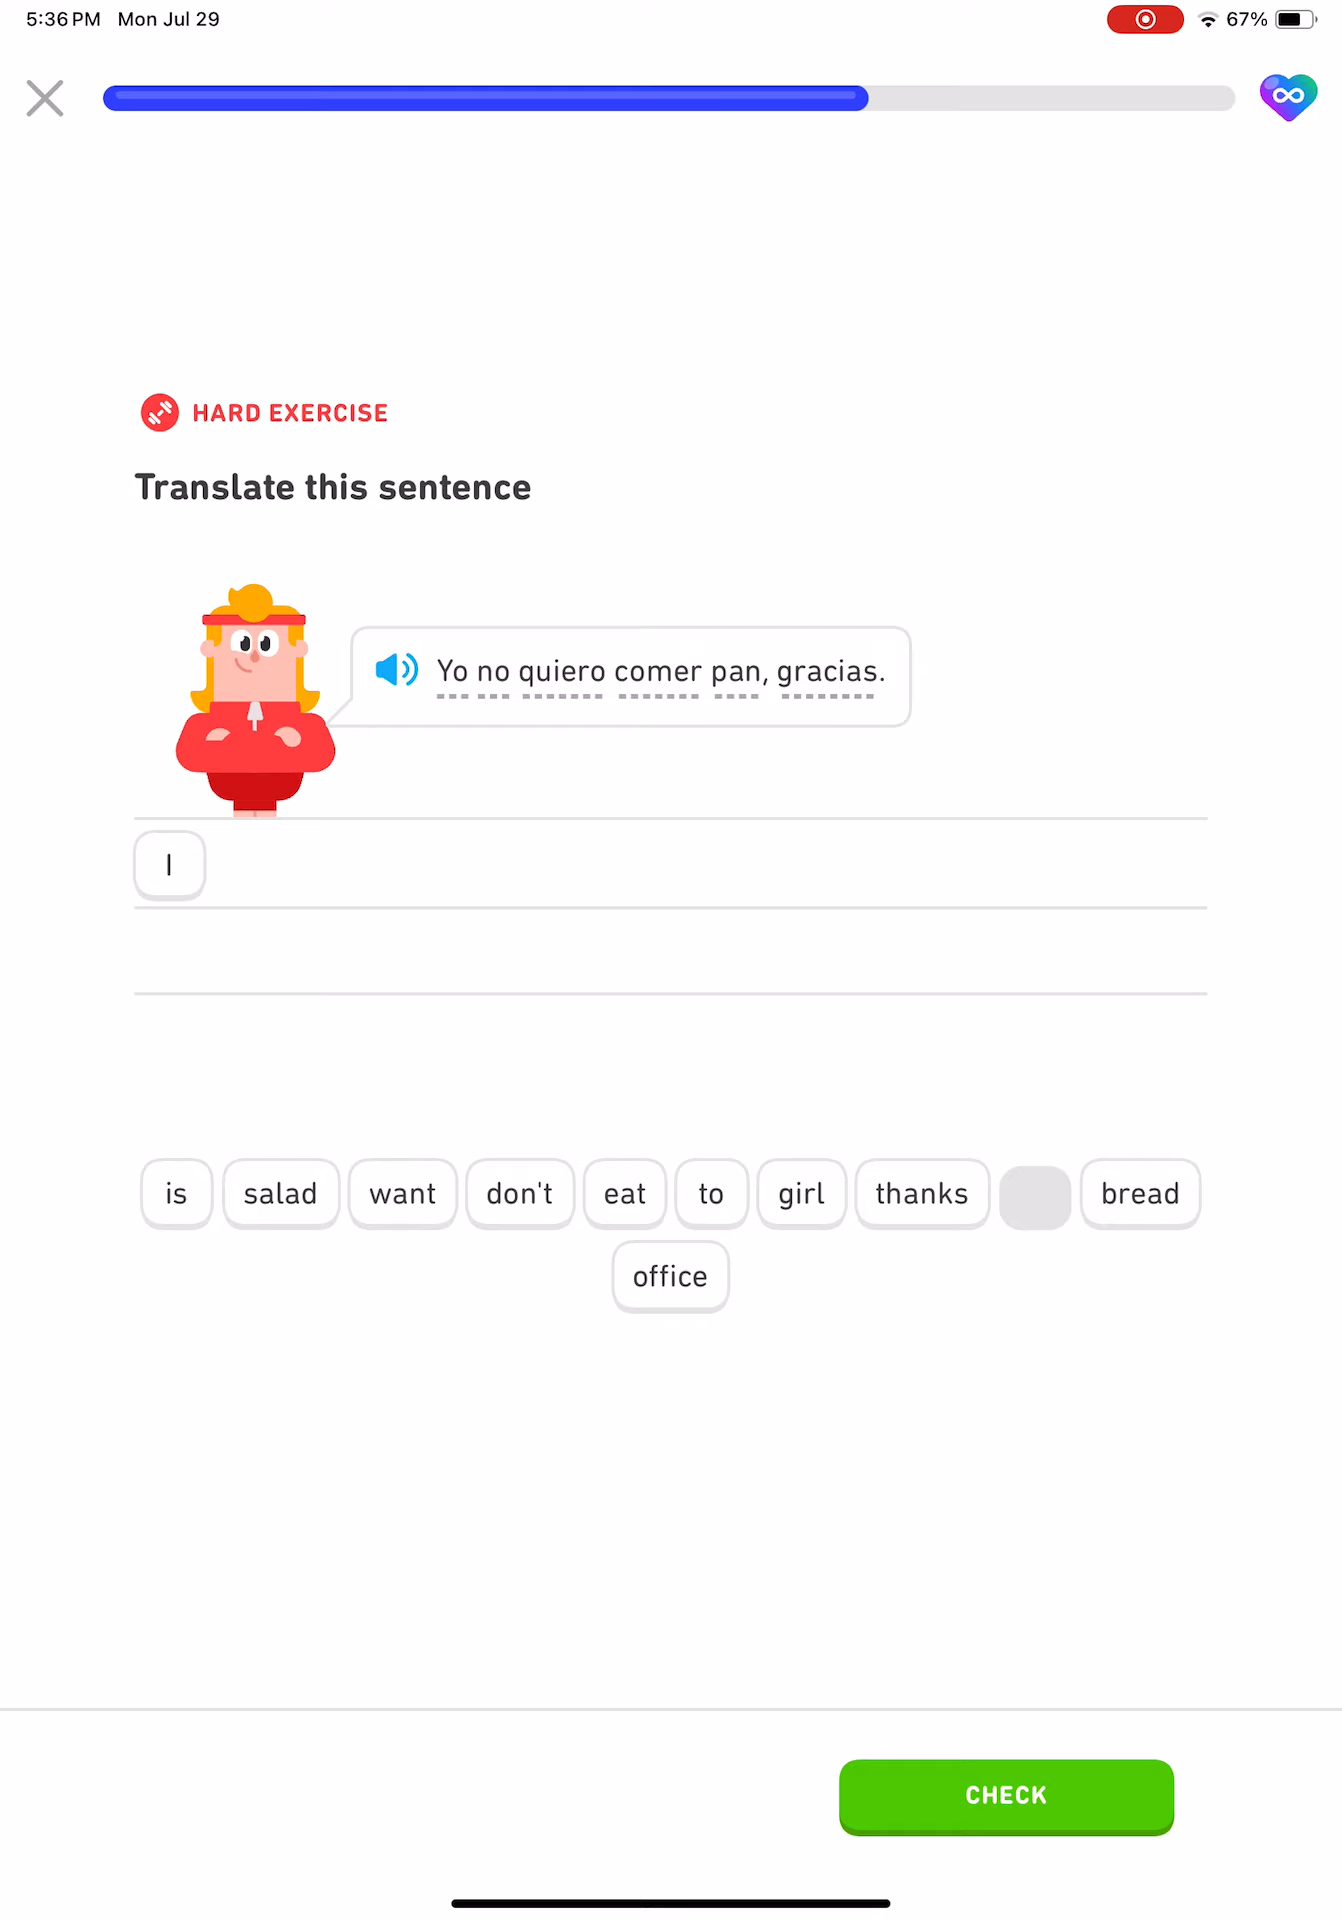 5:36 PM Mon Jul 29 67%
HARD EXERCISE
Translate this sentence
Yo no quiero comer pan, gracias.
I
is salad want don't eat to girl thanks bread
office
CHECK